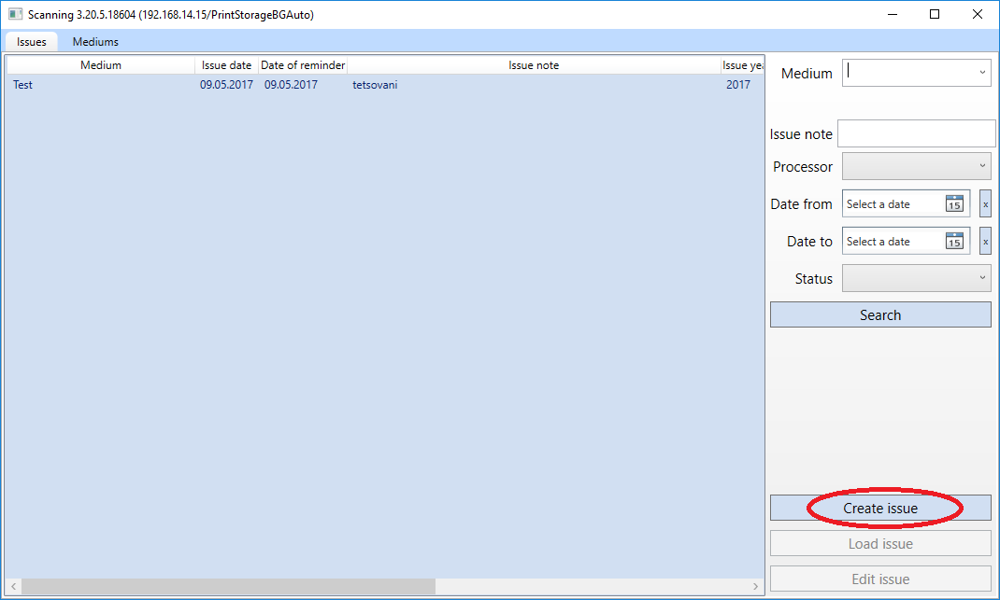 Scanning 3.20.5.18604 (192.168.14.15/PrintStorageBGAuto)
Issues Mediums
Medium Issue date Date of reminder Issue note Issue yea
Test 09.05.2017 09.05.2017 tetsovani 2017
Medium
Issue note
Processor
Date from Select a date 15 x
Date to Select a date 15 x
Status
Search
Create issue
Load issue
Edit issue